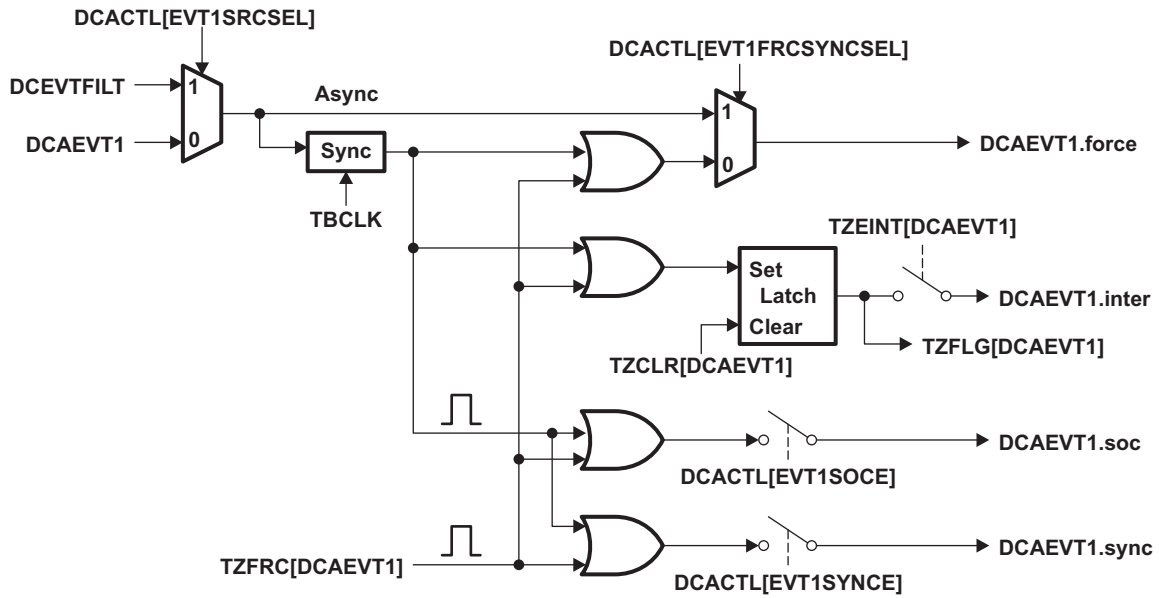 DCACTL[EVT1SRCSEL]
DCACTL[EVT1FRCSYNCSEL]
DCEVTFILT
1
Async
1
DCAEVT1
0
Sync
0
DCAEVT1.force
TBCLK
TZEINT[DCAEVT1]
Set
Latch
DCAEVT1.inter
Clear
TZCLR[DCAEVT1]
TZFLG[DCAEVT1]
DCAEVT1.soc
DCACTL[EVT1SOCE]
TZFRC[DCAEVT1]
DCAEVT1.sync
DCACTL[EVT1SYNCE]